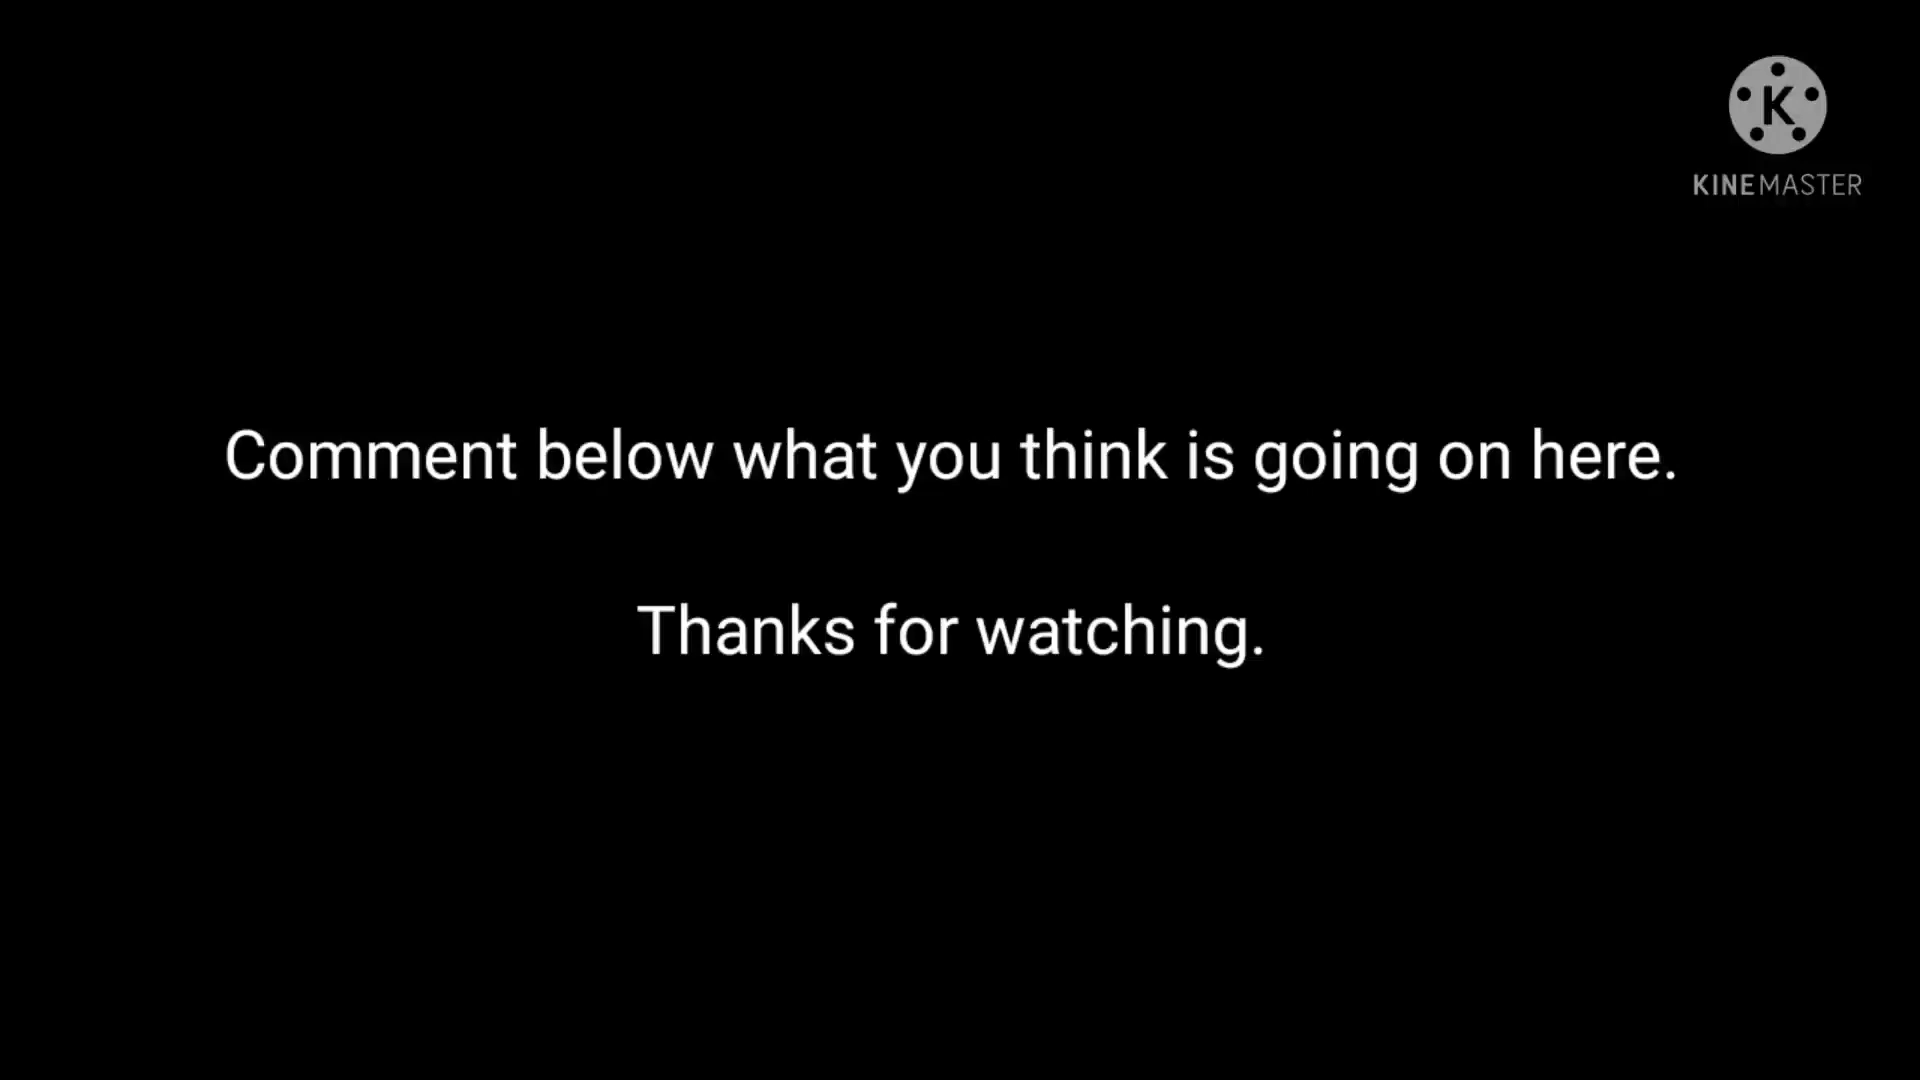 K
KINEMASTER
Comment below what you think is going on here.
Thanks for watching.